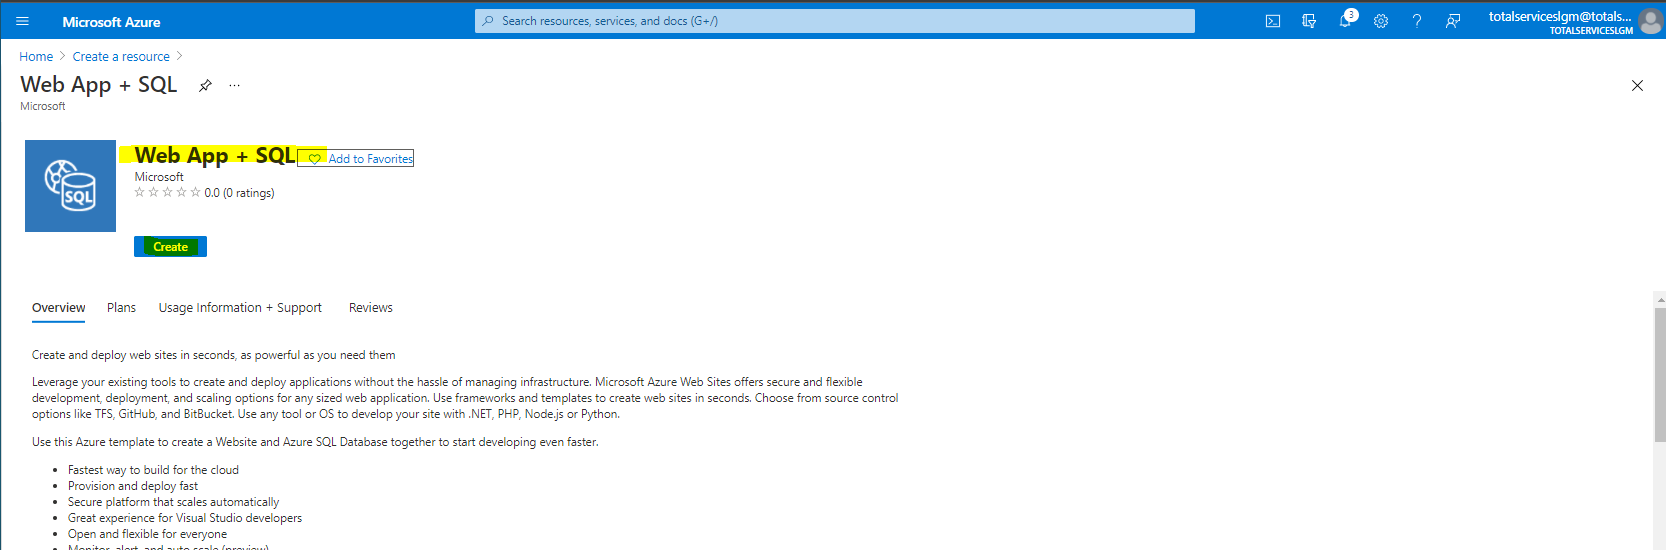 Microsoft Azure
Search resources, services, and docs (G+/)
3
totalserviceslgm@totals...
TOTALSERVICESLGM
Home > Create a resource >
Web App + SQL
...
Microsoft
SQL
Web App + SQL
Add to Favorites
Microsoft
0.0 (0 ratings)
Create
Overview Plans Usage Information + Support Reviews
Create and deploy web sites in seconds, as powerful as you need them
Leverage your existing tools to create and deploy applications without the hassle of managing infrastructure. Microsoft Azure Web Sites offers secure and flexible
development, deployment, and scaling options for any sized web application. Use frameworks and templates to create web sites in seconds. Choose from source control
options like TFS, GitHub, and BitBucket. Use any tool or OS to develop your site with .NET, PHP, Node.js or Python.
Use this Azure template to create a Website and Azure SQL Database together to start developing even faster.
• Fastest way to build for the cloud
• Provision and deploy fast
• Secure platform that scales automatically
• Great experience for Visual Studio developers
• Open and flexible for everyone
• Monitor, alert, and auto scale (preview)